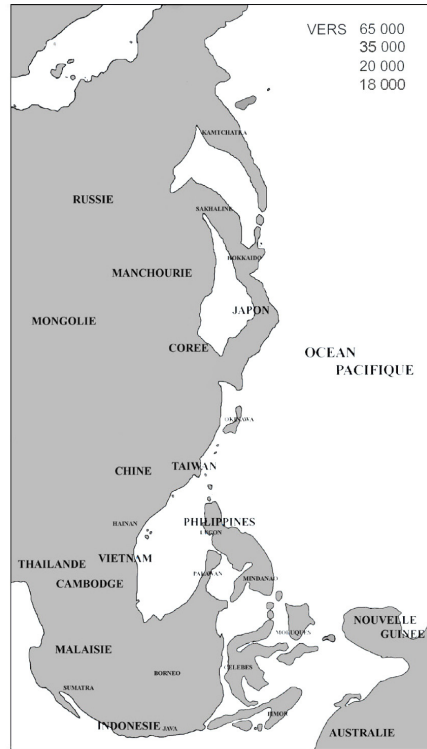 VERS 65 000
35 000
20 000
18 000
KAMTCHATKA
RUSSIE
SAKHALINE
HOKKAIDO
MANCHOURIE
JAPON
MONGOLIE
COREE
OCEAN
PACIFIQUE
OKINAWA
TAIWAN
CHINE
HAINAN
PHILIPPINES
LUÇON
VIETNAM
THAILANDE
PALAWAN
CAMBODGE
MINDANAO
NOUVELLE
GUINEE
MOLUQUES
MALAISIE
BORNEO
CELEBES
SUMATRA
TIMOR
INDONESIE
JAVA
AUSTRALIE